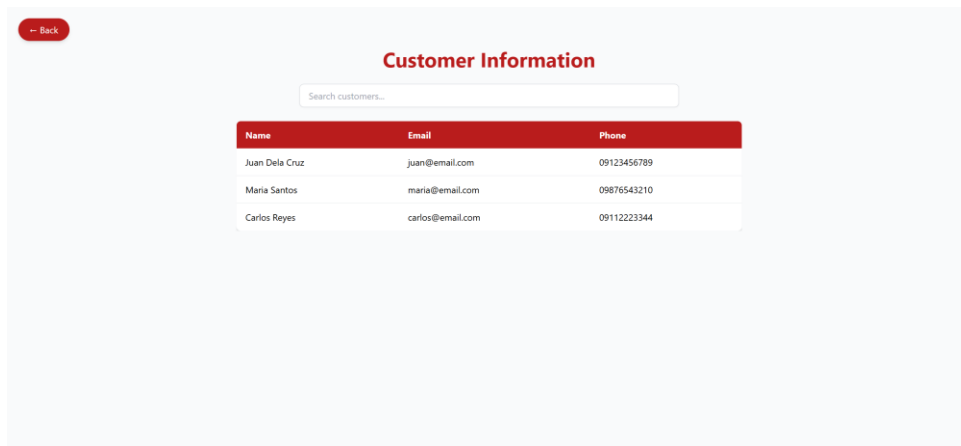 ← Back
Customer Information
Search customers...
Name Email Phone
Juan Dela Cruz juan@email.com 09123456789
Maria Santos maria@email.com 09876543210
Carlos Reyes carlos@email.com 09112223344